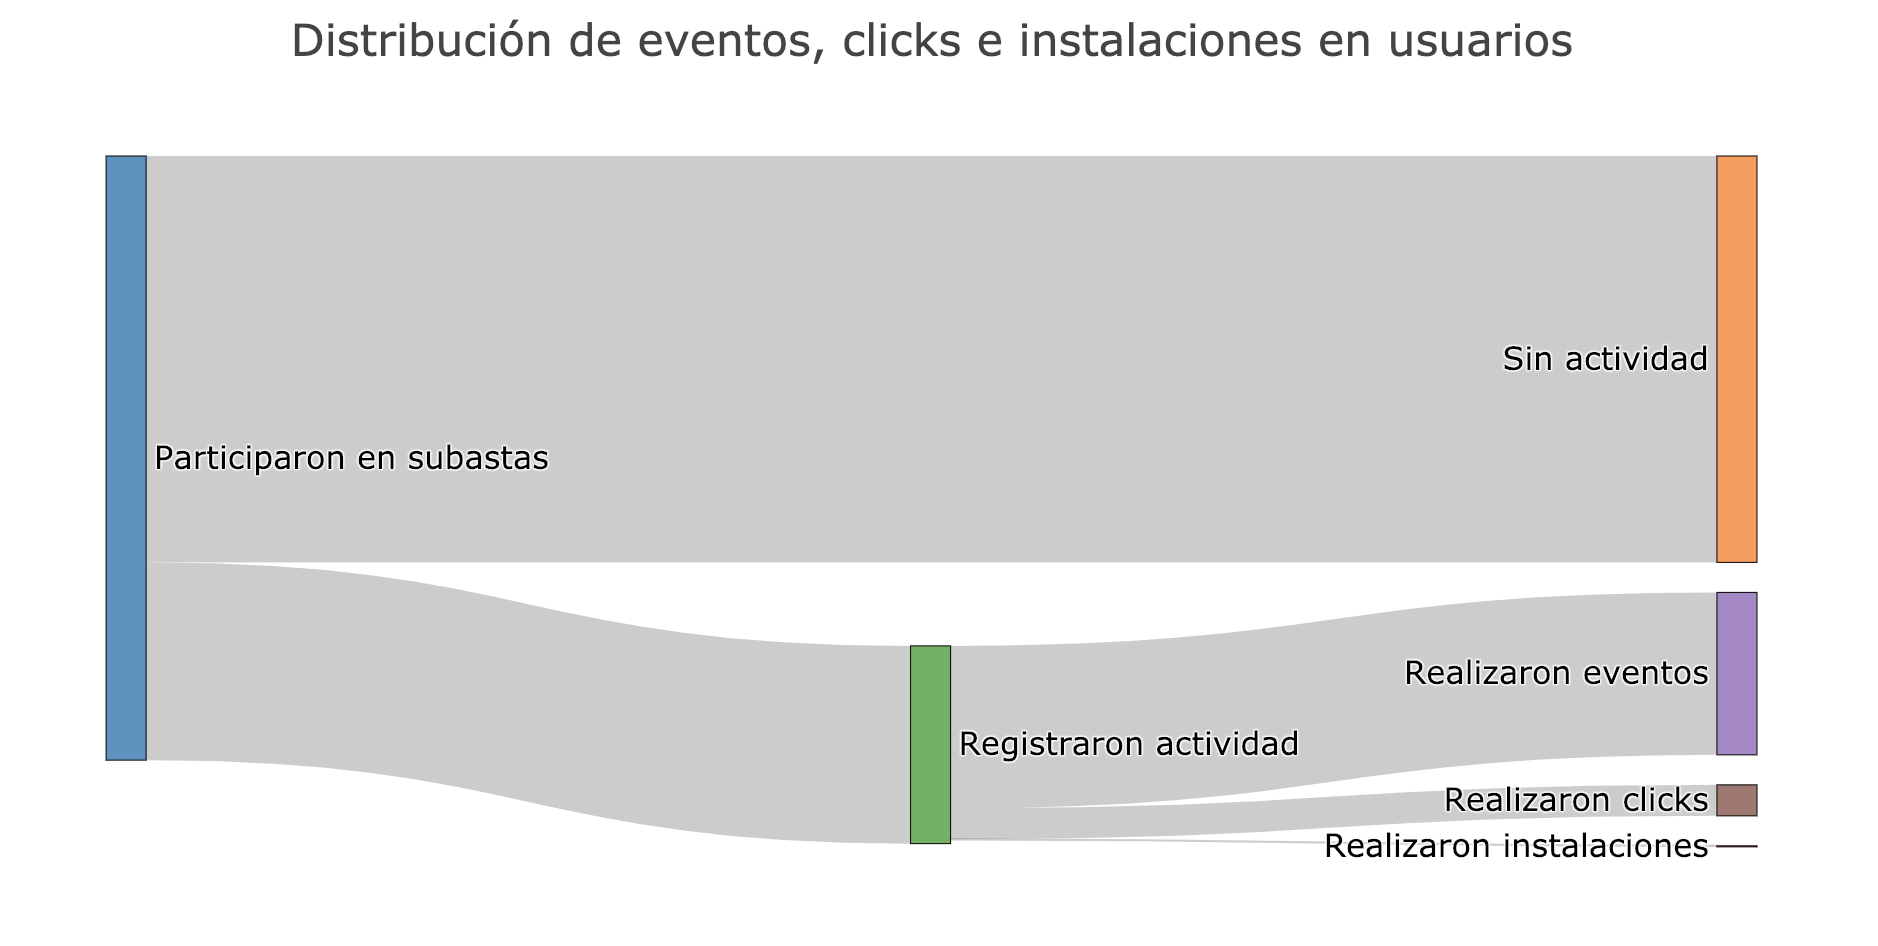 Distribución de eventos, clicks e instalaciones en usuarios
Sin actividad
Participaron en subastas
Realizaron eventos
Registraron actividad
Realizaron clicks
Realizaron instalaciones